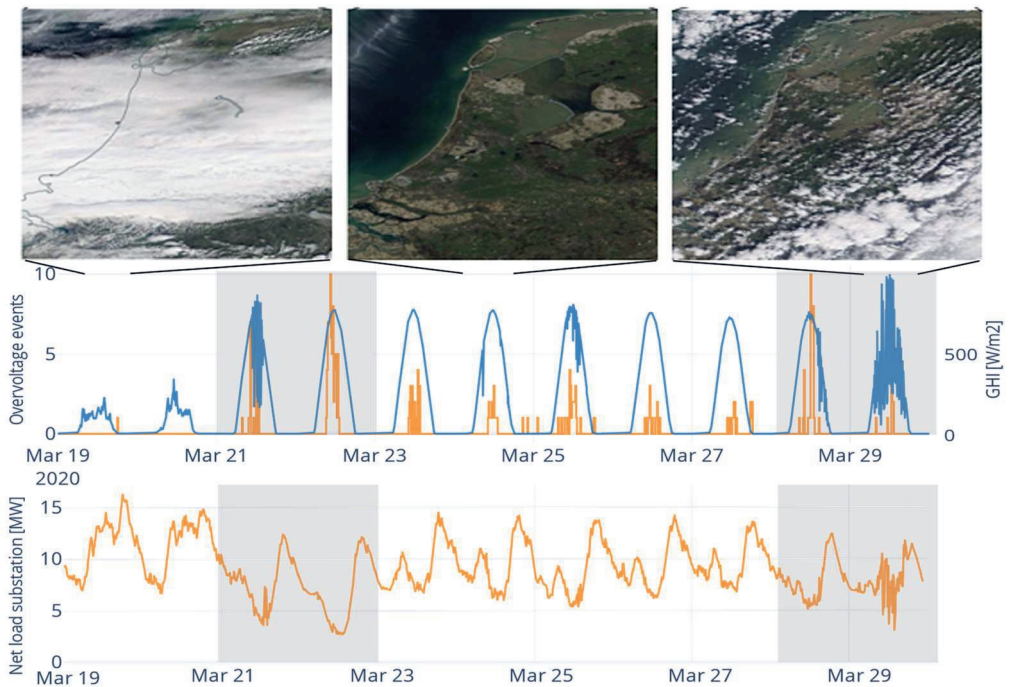 10
5
0
Overvoltage events
500
0
GHI [W/m2]
Mar 19
2020
Mar 21
Mar 23
Mar 25
Mar 27
Mar 29
15
10
5
0
Net load substation [MW]
Mar 19
Mar 21
Mar 23
Mar 25
Mar 27
Mar 29